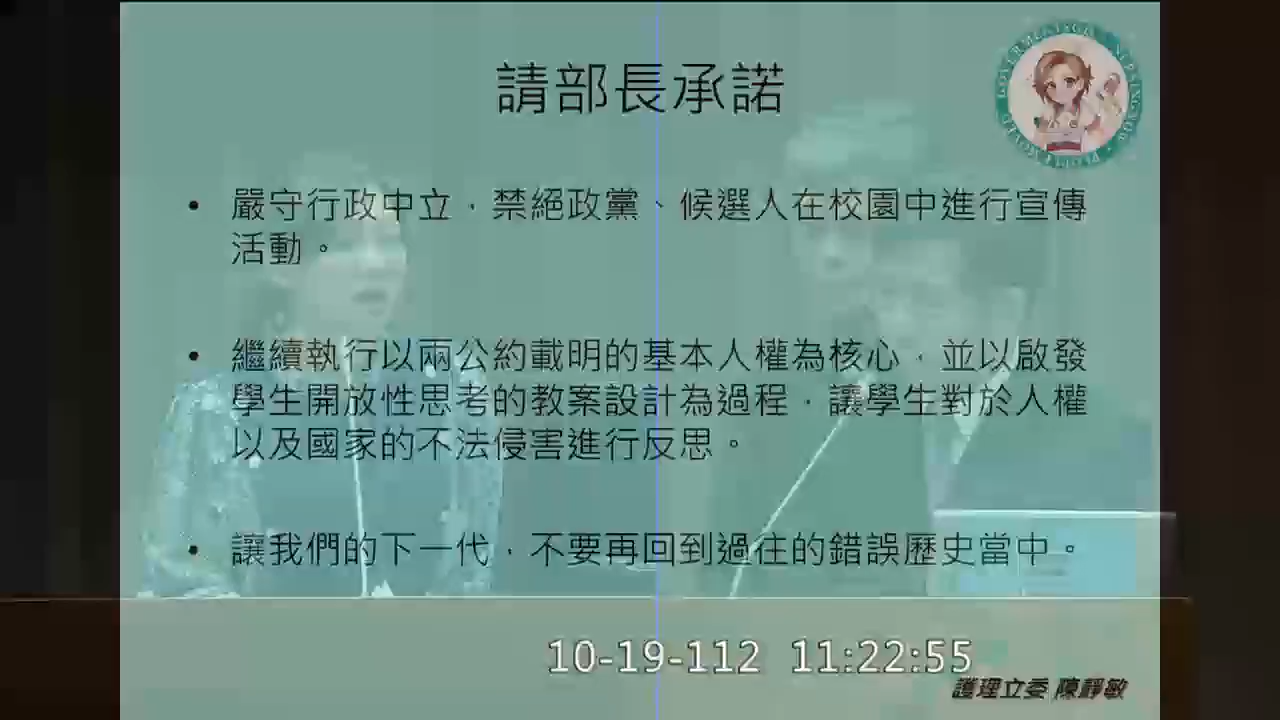 請部長承諾
• 嚴守行政中立，禁絕政黨、候選人在校園中進行宣傳
活動。
• 繼續執行以兩公約載明的基本人權為核心，並以啟發
學生開放性思考的教案設計為過程，讓學生對於人權
以及國家的不法侵害進行反思。
• 讓我們的下一代，不要再回到過往的錯誤歷史當中。
10-19-112 11:22:55
護理立委 陳靜敏